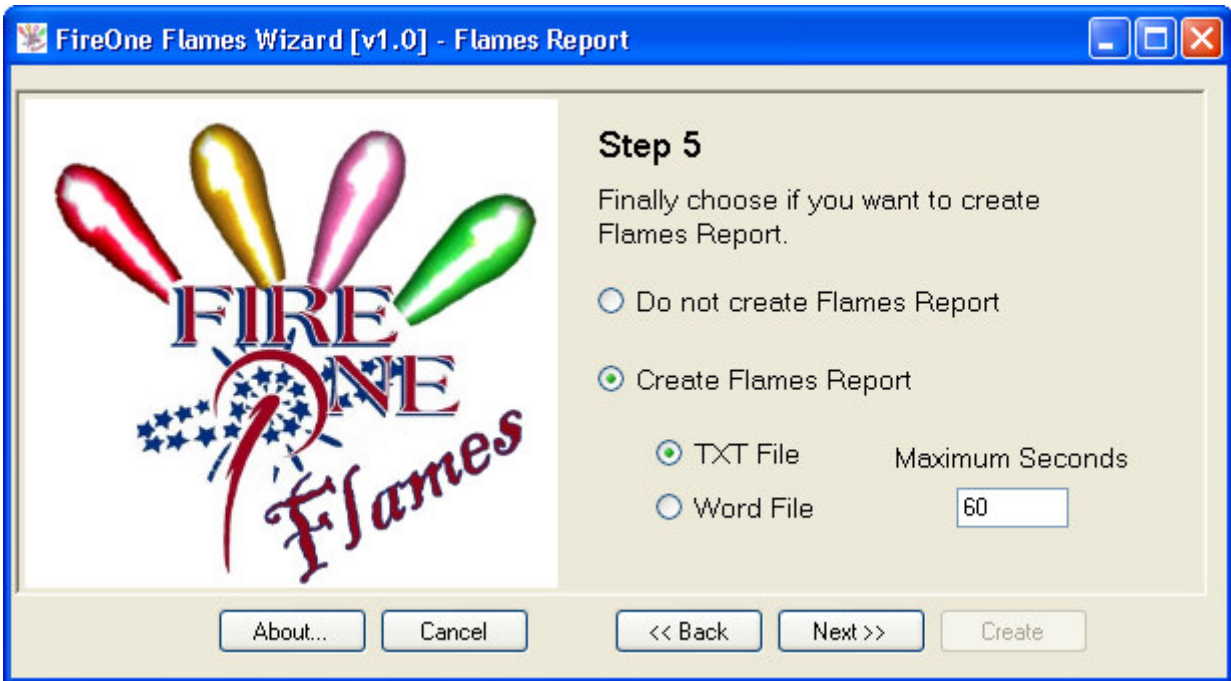 FireOne Flames Wizard [v1.0] - Flames Report
FIRE
ONE
Flames
Step 5
Finally choose if you want to create
Flames Report.
Do not create Flames Report
Create Flames Report
TXT File
Maximum Seconds
Word File
60
About...
Cancel
<< Back
Next >>
Create